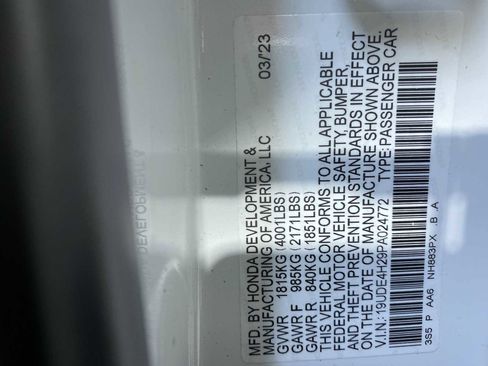 MFD. BY HONDA DEVELOPMENT &
MANUFACTURING OF AMERICA, LLC 03/23
GVWR 1815KG (4001LBS)
GAWR F 985KG (2171LBS)
GAWR R 840KG (1851LBS)
THIS VEHICLE CONFORMS TO ALL APPLICABLE
FEDERAL MOTOR VEHICLE SAFETY, BUMPER,
AND THEFT PREVENTION STANDARDS IN EFFECT
ON THE DATE OF MANUFACTURE SHOWN ABOVE.
V.I.N.: 19UDE4H29PA024772 TYPE: PASSENGER CAR
3S5 P AA6 NH883PX .B .A